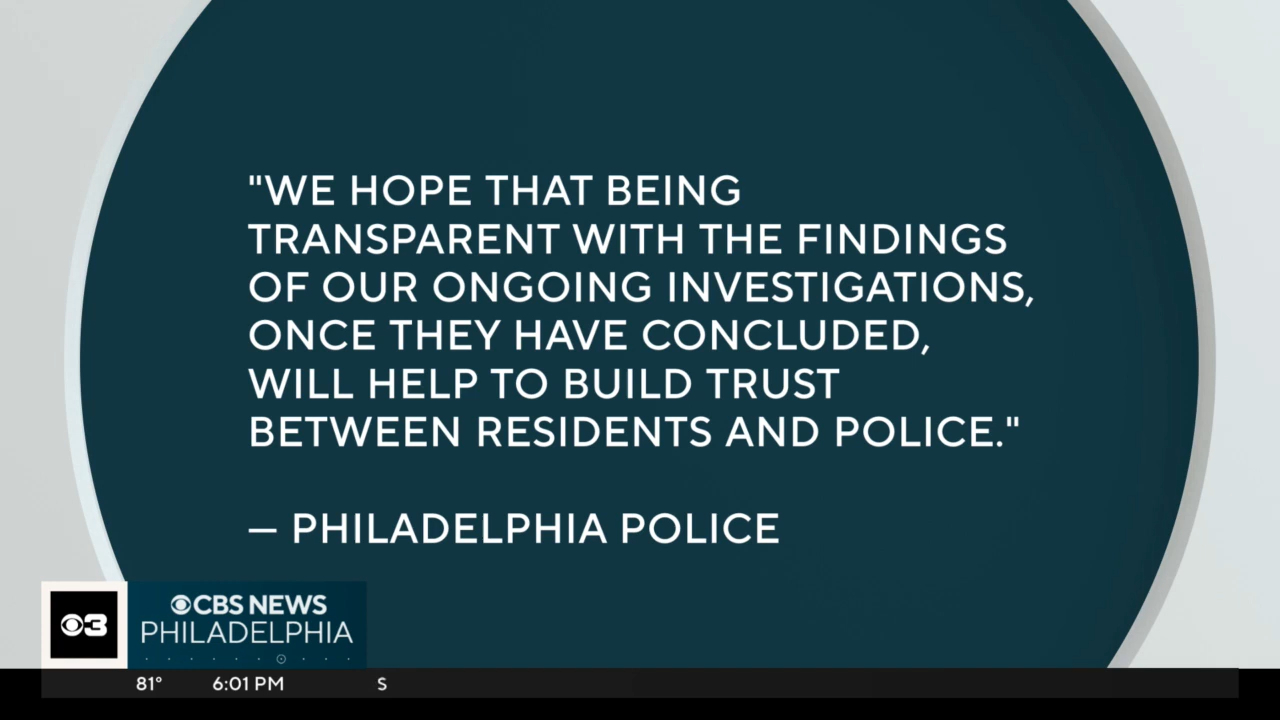 "WE HOPE THAT BEING
TRANSPARENT WITH THE FINDINGS
OF OUR ONGOING INVESTIGATIONS,
ONCE THEY HAVE CONCLUDED,
WILL HELP TO BUILD TRUST
BETWEEN RESIDENTS AND POLICE."
— PHILADELPHIA POLICE
3 CBS NEWS
PHILADELPHIA
81° 6:01 PM S